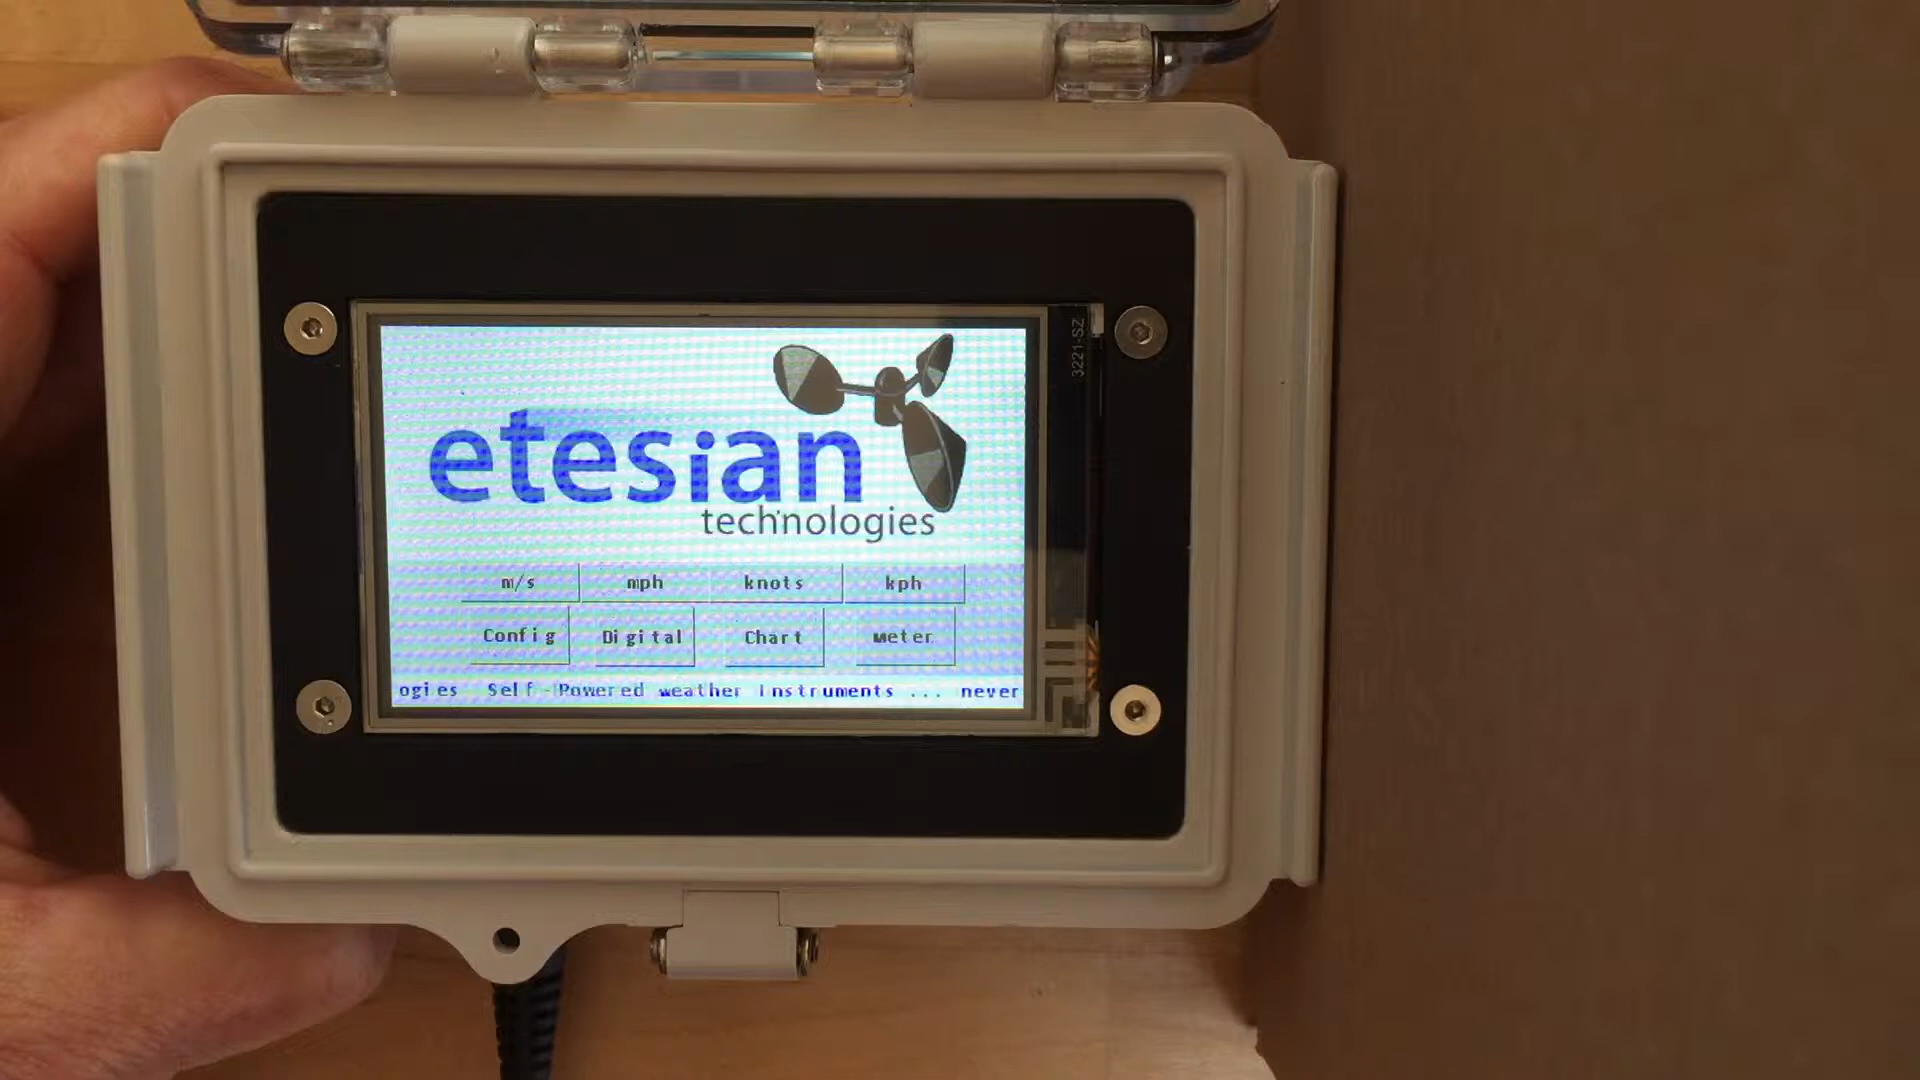 3221-SZ
etesian
technologies
m/s mph knots kph
Config Digital Chart meter
ogies Self-Powered weather Instruments ... never